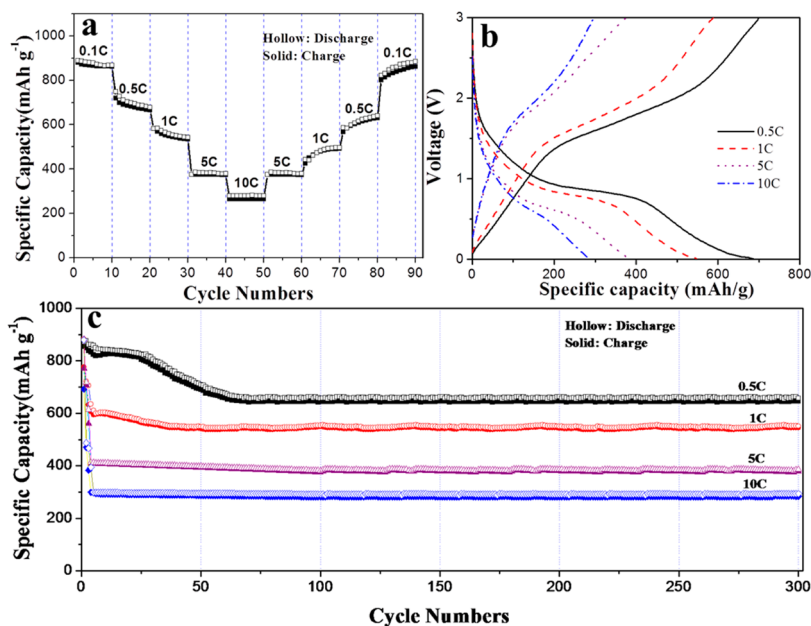 a
Hollow: Discharge
Solid: Charge
0.1C
0.5C
1C
5C
10C
5C
1C
0.5C
0.1C
Specific Capacity(mAh g-1)
1000
800
600
400
200
0
0 10 20 30 40 50 60 70 80 90
Cycle Numbers
b
Voltage (V)
3
2
1
0
0.5C
1C
5C
10C
0 200 400 600 800
Specific capacity (mAh/g)
c
Hollow: Discharge
Solid: Charge
Specific Capacity(mAh g-1)
1000
800
600
400
200
0
0.5C
1C
5C
10C
0 50 100 150 200 250 300
Cycle Numbers